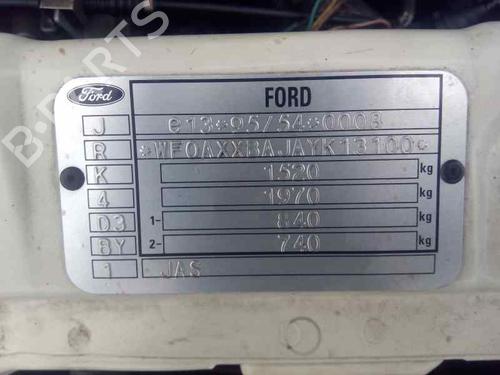 Ford
FORD
J e13*95/54*0008
R *WF0AXXBAJAYK13100*
K 1520 kg
4 1970 kg
D3 1- 840 kg
BY 2- 740 kg
1 JAS
B-PARTS